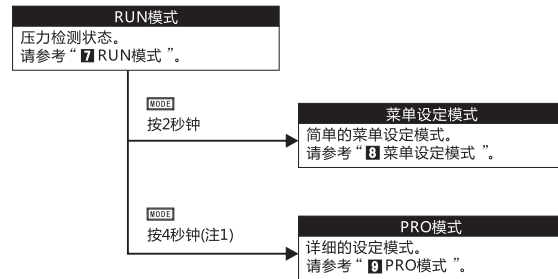 RUN模式
压力检测状态。
请参考“ 7 RUN模式 ”。
MODE
按2秒钟
菜单设定模式
简单的菜单设定模式。
请参考“ 8 菜单设定模式 ”。
MODE
按4秒钟(注1)
PRO模式
详细的设定模式。
请参考“ 9 PRO模式 ”。